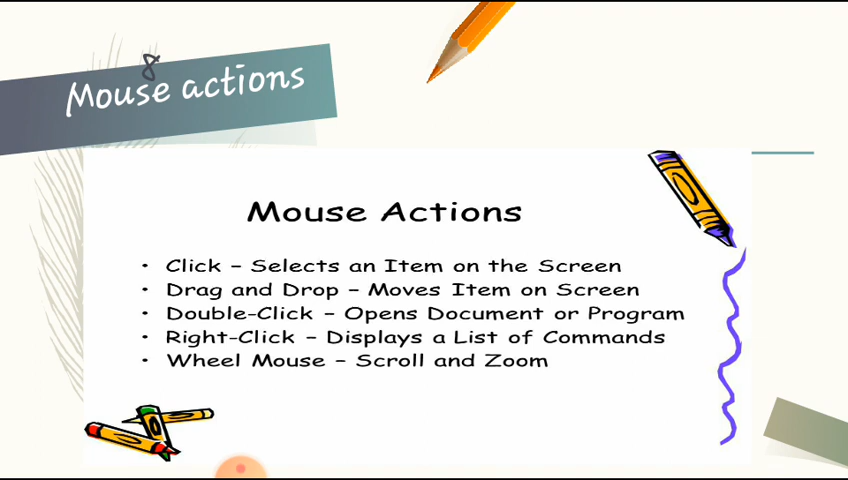 8
Mouse actions
Mouse Actions
• Click – Selects an Item on the Screen
• Drag and Drop – Moves Item on Screen
• Double-Click – Opens Document or Program
• Right-Click – Displays a List of Commands
• Wheel Mouse – Scroll and Zoom